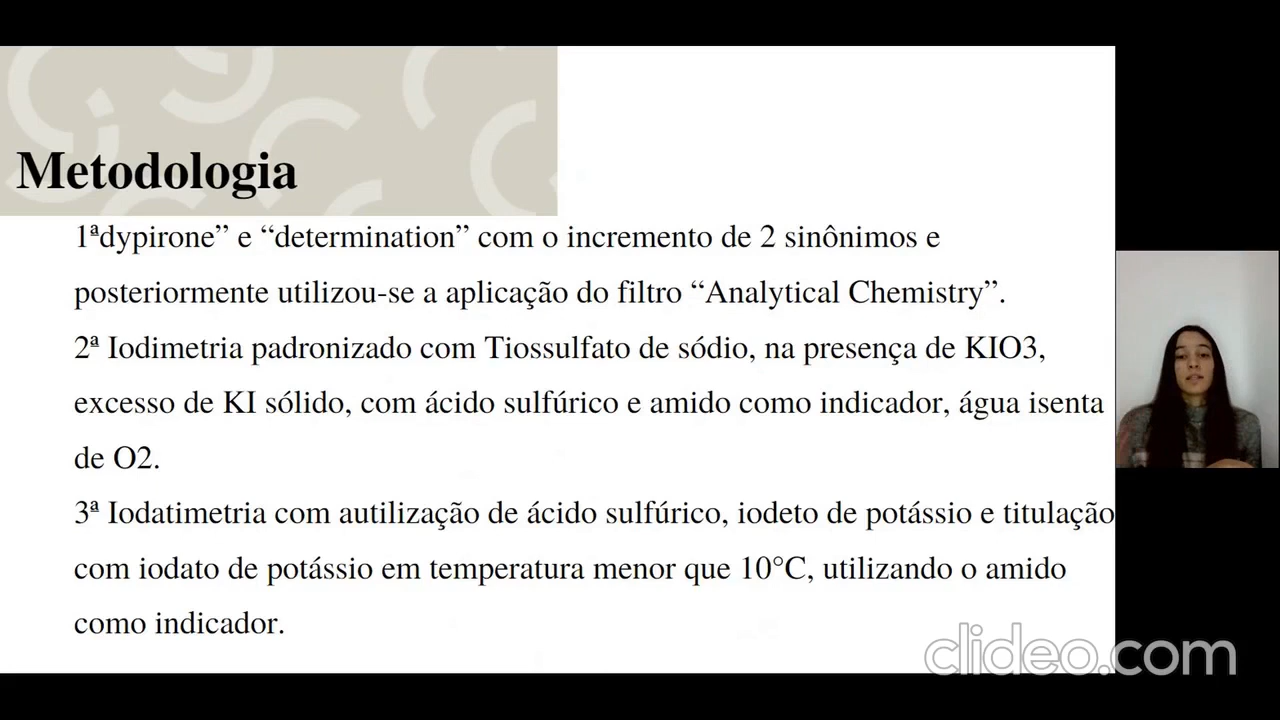 Metodologia
1ªdypirone” e “determination” com o incremento de 2 sinônimos e
posteriormente utilizou-se a aplicação do filtro “Analytical Chemistry”.
2ª Iodimetria padronizado com Tiossulfato de sódio, na presença de KIO3,
excesso de KI sólido, com ácido sulfúrico e amido como indicador, água isenta
de O2.
3ª Iodatimetria com autilização de ácido sulfúrico, iodeto de potássio e titulação
com iodato de potássio em temperatura menor que 10°C, utilizando o amido
como indicador.
clideo.com